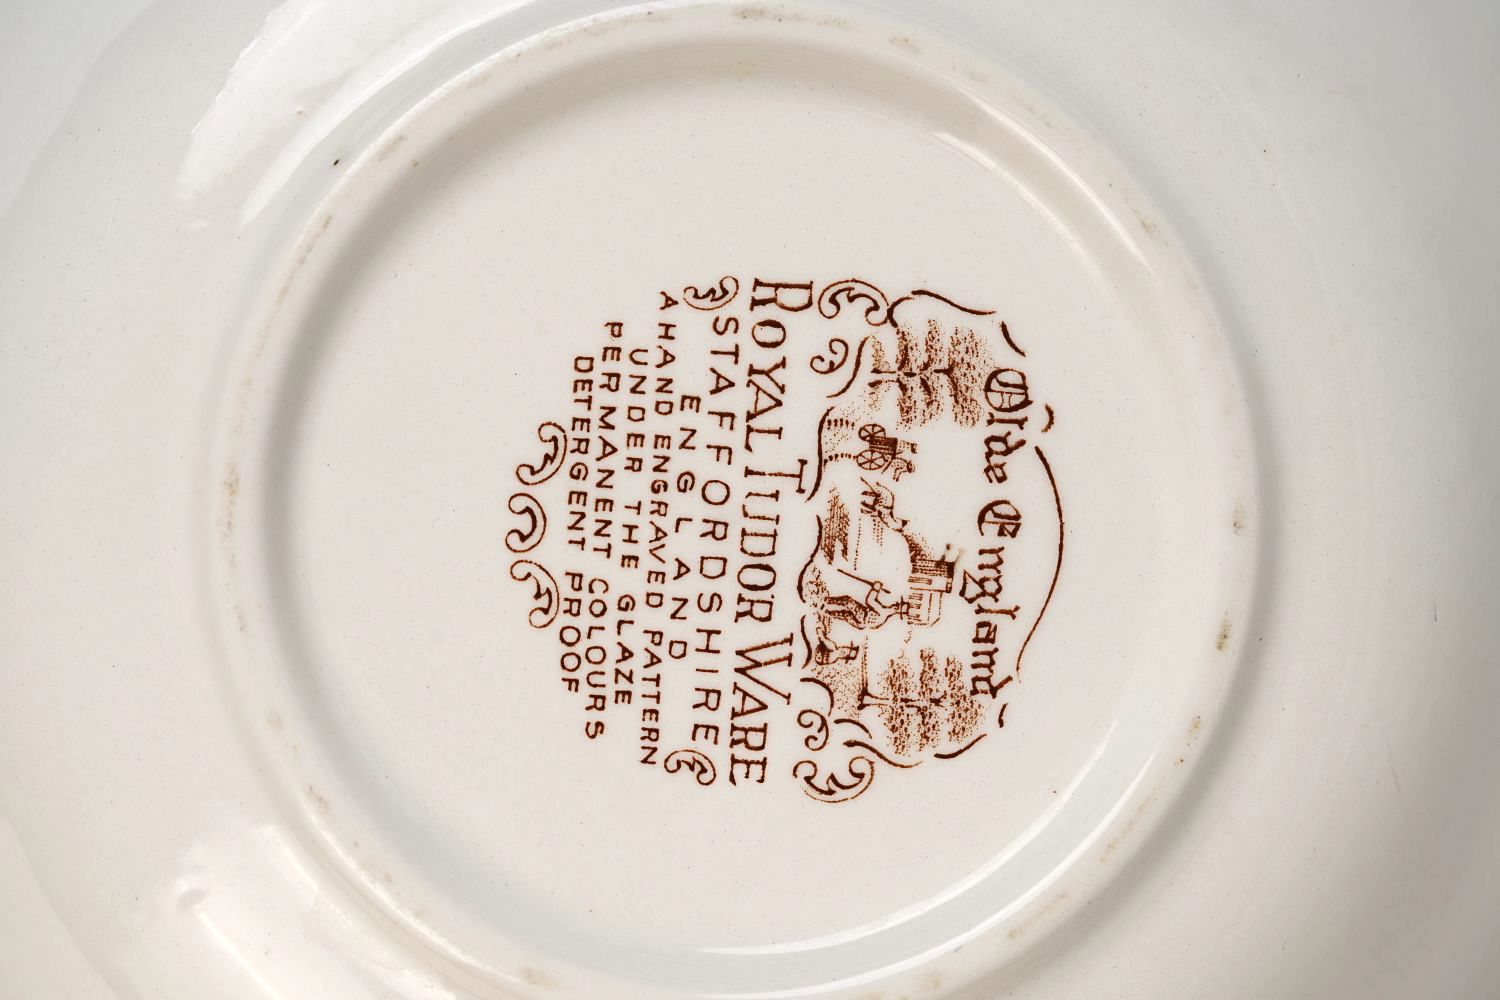 Olde England
ROYAL TUDOR WARE
STAFFORDSHIRE
ENGLAND
A HAND ENGRAVED PATTERN
UNDER THE GLAZE
PERMANENT COLOURS
DETERGENT PROOF